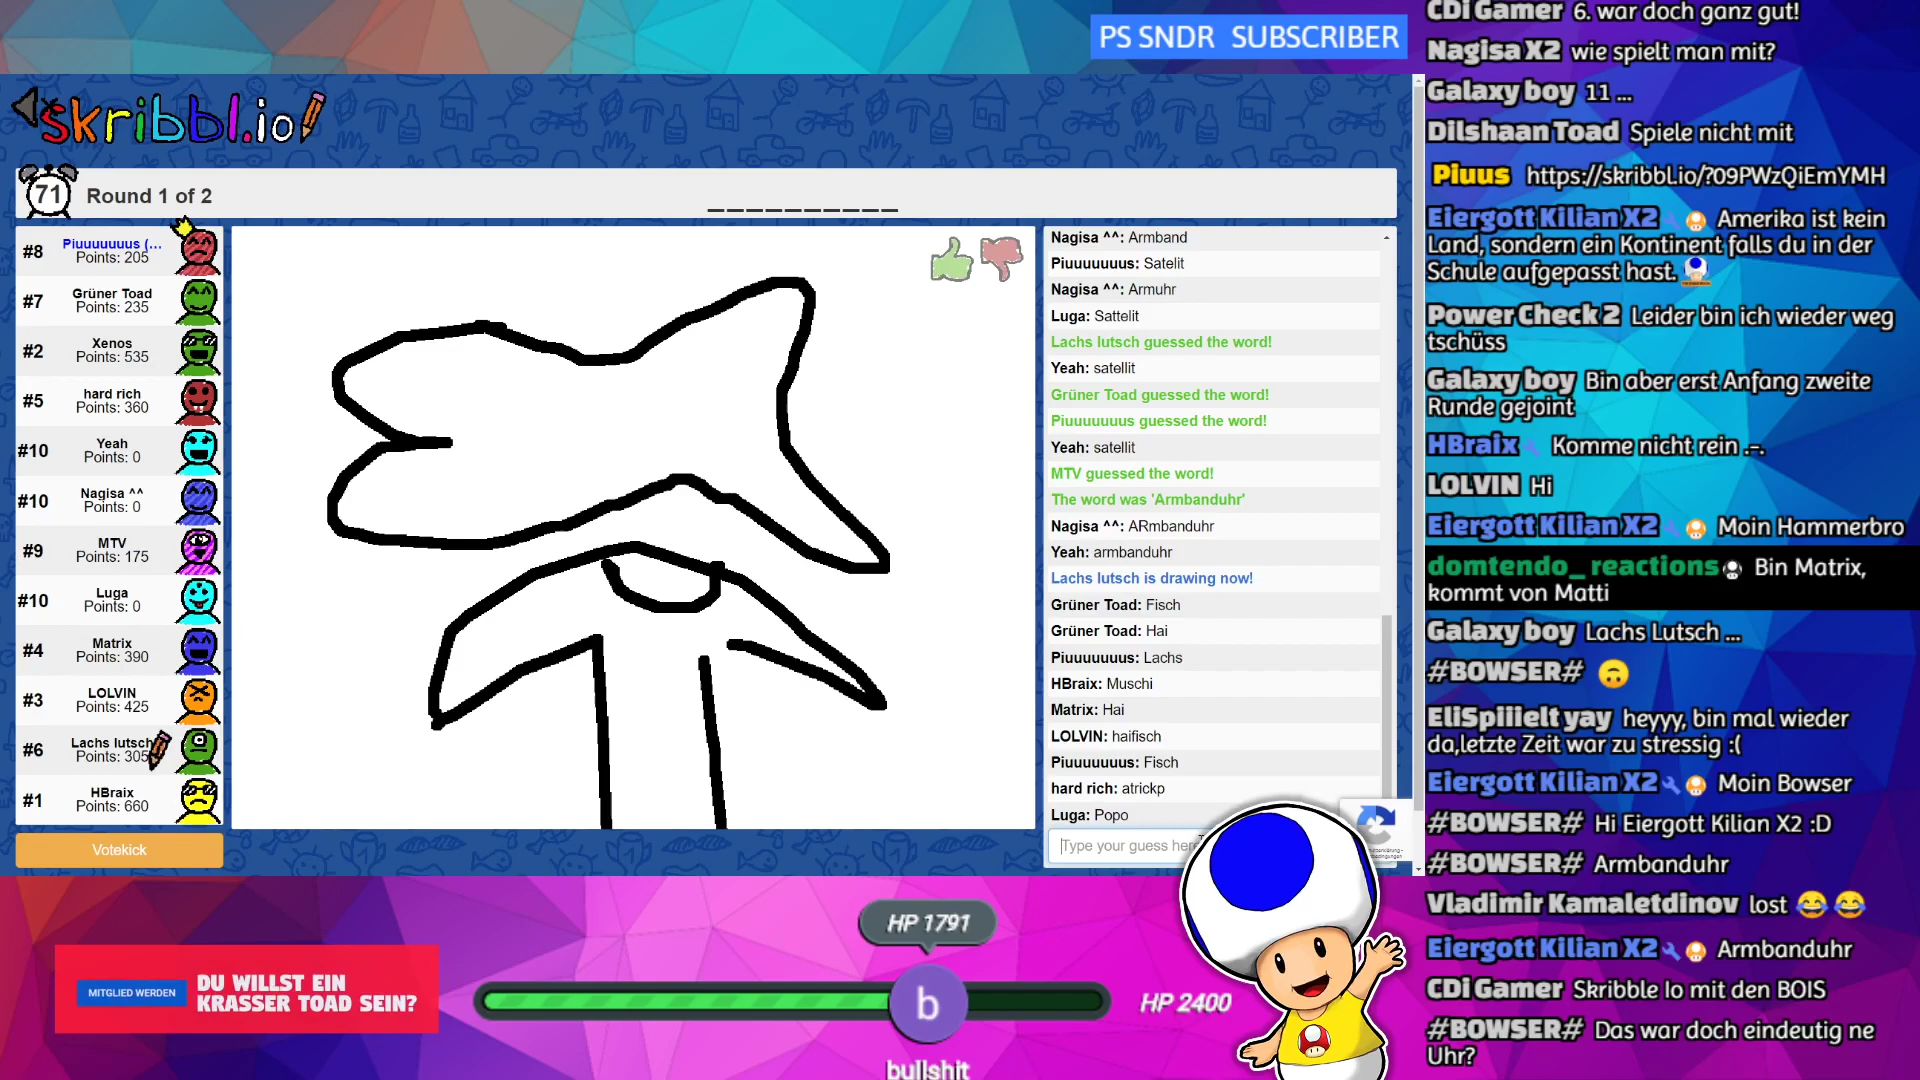 PS SNDR SUBSCRIBER
skribbl.io
71
Round 1 of 2
__________
#8
Piuuuuuuus (...
Points: 205
#7
Grüner Toad
Points: 235
#2
Xenos
Points: 535
#5
hard rich
Points: 360
#10
Yeah
Points: 0
#10
Nagisa ^^
Points: 0
#9
MTV
Points: 175
#10
Luga
Points: 0
#4
Matrix
Points: 390
#3
LOLVIN
Points: 425
#6
Lachs lutsch
Points: 305
#1
HBraix
Points: 660
Votekick
Nagisa ^^: Armband
Piuuuuuuus: Satelit
Nagisa ^^: Armuhr
Luga: Sattelit
Lachs lutsch guessed the word!
Yeah: satellit
Grüner Toad guessed the word!
Piuuuuuuus guessed the word!
Yeah: satellit
MTV guessed the word!
The word was 'Armbanduhr'
Nagisa ^^: ARmbanduhr
Yeah: armbanduhr
Lachs lutsch is drawing now!
Grüner Toad: Fisch
Grüner Toad: Hai
Piuuuuuuus: Lachs
HBraix: Muschi
Matrix: Hai
LOLVIN: haifisch
Piuuuuuuus: Fisch
hard rich: atrickp
Luga: Popo
Type your guess here
CDi Gamer 6. war doch ganz gut!
Nagisa X2 wie spielt man mit?
Galaxy boy 11 ...
Dilshaan Toad Spiele nicht mit
Piuus https://skribbl.io/?09PWzQiEmYMH
Eiergott Kilian X2 Amerika ist kein
Land, sondern ein Kontinent falls du in der
Schule aufgepasst hast.
Power Check 2 Leider bin ich wieder weg
tschüss
Galaxy boy Bin aber erst Anfang zweite
Runde gejoint
HBraix Komme nicht rein .-.
LOLVIN Hi
Eiergott Kilian X2 Moin Hammerbro
domtendo_reactions Bin Matrix,
kommt von Matti
Galaxy boy Lachs Lutsch ...
#BOWSER# 🙃
EliSpiiielt yay heyyy, bin mal wieder
da,letzte Zeit war zu stressig :(
Eiergott Kilian X2 Moin Bowser
#BOWSER# Hi Eiergott Kilian X2 :D
#BOWSER# Armbanduhr
Vladimir Kamaletdinov lost 😂 😂
Eiergott Kilian X2 Armbanduhr
CDi Gamer Skribble Io mit den BOIS
#BOWSER# Das war doch eindeutig ne
Uhr?
MITGLIED WERDEN
DU WILLST EIN
KRASSER TOAD SEIN?
HP 1791
b
HP 2400
bullshit